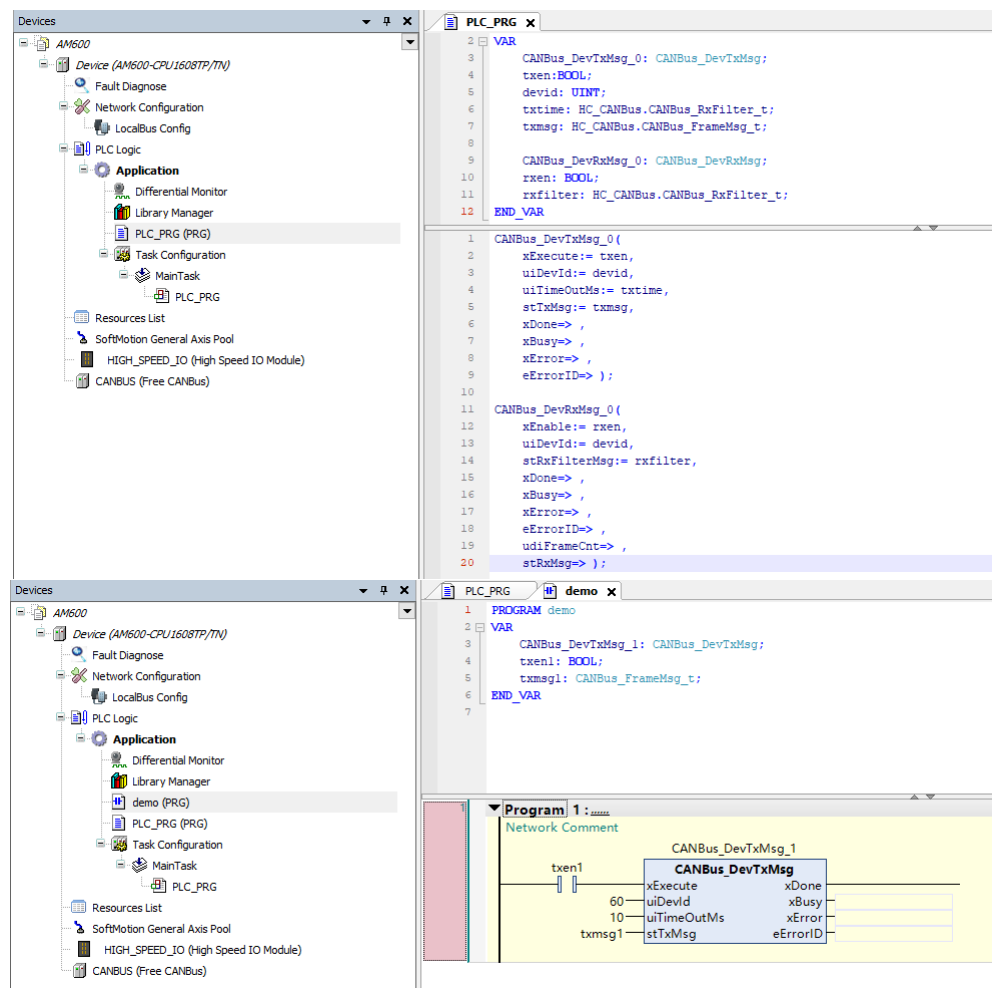 Devices
AM600
Device (AM600-CPU1608TP/TN)
Fault Diagnose
Network Configuration
LocalBus Config
PLC Logic
Application
Differential Monitor
Library Manager
PLC_PRG (PRG)
Task Configuration
MainTask
PLC_PRG
Resources List
SoftMotion General Axis Pool
HIGH_SPEED_IO (High Speed IO Module)
CANBUS (Free CANBus)
PLC_PRG
2 VAR
3 CANBus_DevTxMsg_0: CANBus_DevTxMsg;
4 txen:BOOL;
5 devid: UINT;
6 txtime: HC_CANBus.CANBus_RxFilter_t;
7 txmsg: HC_CANBus.CANBus_FrameMsg_t;
8
9 CANBus_DevRxMsg_0: CANBus_DevRxMsg;
10 rxen: BOOL;
11 rxfilter: HC_CANBus.CANBus_RxFilter_t;
12 END_VAR
1 CANBus_DevTxMsg_0(
2 xExecute:= txen,
3 uiDevId:= devid,
4 uiTimeOutMs:= txtime,
5 stTxMsg:= txmsg,
6 xDone=> ,
7 xBusy=> ,
8 xError=> ,
9 eErrorID=> );
10
11 CANBus_DevRxMsg_0(
12 xEnable:= rxen,
13 uiDevId:= devid,
14 stRxFilterMsg:= rxfilter,
15 xDone=> ,
16 xBusy=> ,
17 xError=> ,
18 eErrorID=> ,
19 udiFrameCnt=> ,
20 stRxMsg=> );
Devices
AM600
Device (AM600-CPU1608TP/TN)
Fault Diagnose
Network Configuration
LocalBus Config
PLC Logic
Application
Differential Monitor
Library Manager
demo (PRG)
PLC_PRG (PRG)
Task Configuration
MainTask
PLC_PRG
Resources List
SoftMotion General Axis Pool
HIGH_SPEED_IO (High Speed IO Module)
CANBUS (Free CANBus)
PLC_PRG demo
1 PROGRAM demo
2 VAR
3 CANBus_DevTxMsg_1: CANBus_DevTxMsg;
4 txen1: BOOL;
5 txmsg1: CANBus_FrameMsg_t;
6 END_VAR
7
1 Program 1 :......
Network Comment
CANBus_DevTxMsg_1
txen1 CANBus_DevTxMsg
xExecute xDone
60 uiDevId xBusy
10 uiTimeOutMs xError
txmsg1 stTxMsg eErrorID